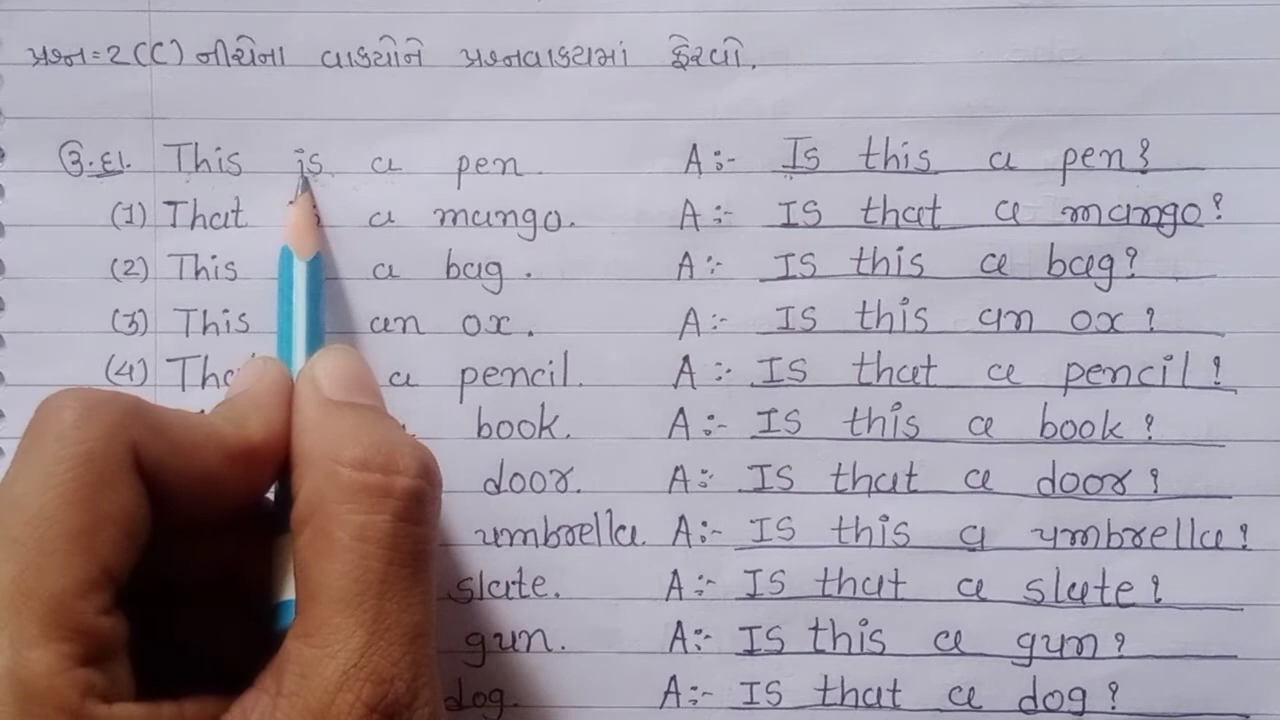 પ્રશ્ન=2 (C) નીચેના વાક્યોને પ્રશ્નવાક્યમાં ફેરવો.
ઉ.દા. This is a pen. A:- Is this a pen?
(1) That a mango. A:- IS that a mango?
(2) This a bag. A:- IS this a bag?
(3) This an ox. A:- IS this an ox?
(4) a pencil. A:- IS that a pencil?
book. A:- IS this a book?
door. A:- IS that a door?
umbrella. A:- IS this a umbrella?
slate. A:- IS that a slate?
gun. A:- IS this a gun?
dog. A:- IS that a dog?